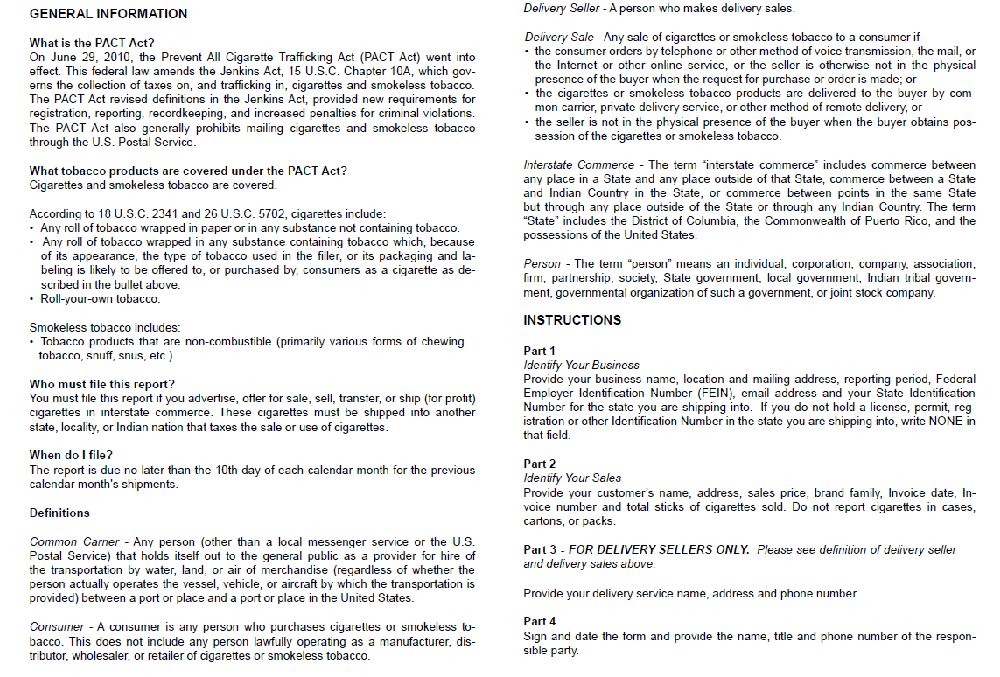 GENERAL INFORMATION
What is the PACT Act?
On June 29, 2010, the Prevent All Cigarette Trafficking Act (PACT Act) went into
effect. This federal law amends the Jenkins Act, 15 U.S.C. Chapter 10A, which gov-
erns the collection of taxes on, and trafficking in, cigarettes and smokeless tobacco.
The PACT Act revised definitions in the Jenkins Act, provided new requirements for
registration, reporting, recordkeeping, and increased penalties for criminal violations.
The PACT Act also generally prohibits mailing cigarettes and smokeless tobacco
through the U.S. Postal Service.
What tobacco products are covered under the PACT Act?
Cigarettes and smokeless tobacco are covered.
According to 18 U.S.C. 2341 and 26 U.S.C. 5702, cigarettes include:
• Any roll of tobacco wrapped in paper or in any substance not containing tobacco.
• Any roll of tobacco wrapped in any substance containing tobacco which, because
of its appearance, the type of tobacco used in the filler, or its packaging and la-
beling is likely to be offered to, or purchased by, consumers as a cigarette as de-
scribed in the bullet above.
• Roll-your-own tobacco.
Smokeless tobacco includes:
• Tobacco products that are non-combustible (primarily various forms of chewing
tobacco, snuff, snus, etc.)
Who must file this report?
You must file this report if you advertise, offer for sale, sell, transfer, or ship (for profit)
cigarettes in interstate commerce. These cigarettes must be shipped into another
state, locality, or Indian nation that taxes the sale or use of cigarettes.
When do I file?
The report is due no later than the 10th day of each calendar month for the previous
calendar month's shipments.
Definitions
Common Carrier - Any person (other than a local messenger service or the U.S.
Postal Service) that holds itself out to the general public as a provider for hire of
the transportation by water, land, or air of merchandise (regardless of whether the
person actually operates the vessel, vehicle, or aircraft by which the transportation is
provided) between a port or place and a port or place in the United States.
Consumer - A consumer is any person who purchases cigarettes or smokeless to-
bacco. This does not include any person lawfully operating as a manufacturer, dis-
tributor, wholesaler, or retailer of cigarettes or smokeless tobacco.
Delivery Seller - A person who makes delivery sales.
Delivery Sale - Any sale of cigarettes or smokeless tobacco to a consumer if –
• the consumer orders by telephone or other method of voice transmission, the mail, or
the Internet or other online service, or the seller is otherwise not in the physical
presence of the buyer when the request for purchase or order is made; or
• the cigarettes or smokeless tobacco products are delivered to the buyer by com-
mon carrier, private delivery service, or other method of remote delivery, or
• the seller is not in the physical presence of the buyer when the buyer obtains pos-
session of the cigarettes or smokeless tobacco.
Interstate Commerce - The term “interstate commerce” includes commerce between
any place in a State and any place outside of that State, commerce between a State
and Indian Country in the State, or commerce between points in the same State
but through any place outside of the State or through any Indian Country. The term
“State” includes the District of Columbia, the Commonwealth of Puerto Rico, and the
possessions of the United States.
Person - The term “person” means an individual, corporation, company, association,
firm, partnership, society, State government, local government, Indian tribal govern-
ment, governmental organization of such a government, or joint stock company.
INSTRUCTIONS
Part 1
Identify Your Business
Provide your business name, location and mailing address, reporting period, Federal
Employer Identification Number (FEIN), email address and your State Identification
Number for the state you are shipping into. If you do not hold a license, permit, reg-
istration or other Identification Number in the state you are shipping into, write NONE in
that field.
Part 2
Identify Your Sales
Provide your customer's name, address, sales price, brand family, Invoice date, In-
voice number and total sticks of cigarettes sold. Do not report cigarettes in cases,
cartons, or packs.
Part 3 - FOR DELIVERY SELLERS ONLY. Please see definition of delivery seller
and delivery sales above.
Provide your delivery service name, address and phone number.
Part 4
Sign and date the form and provide the name, title and phone number of the respon-
sible party.